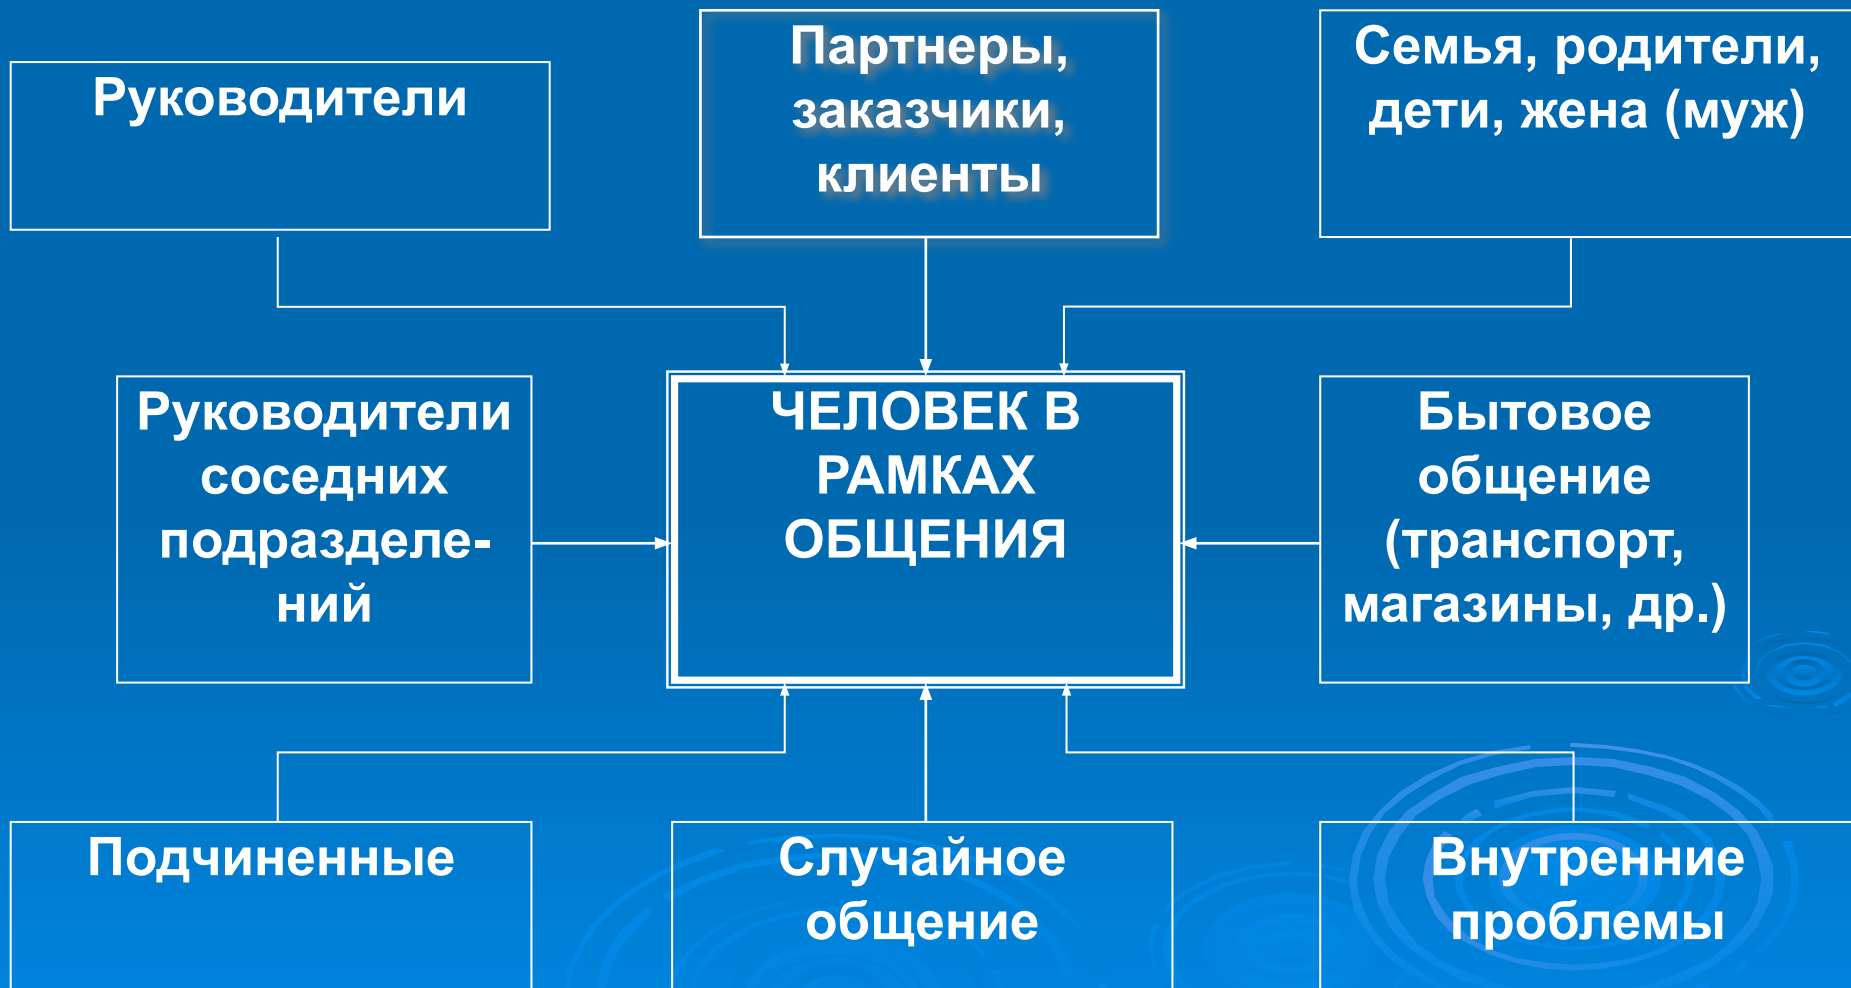 Руководители
Партнеры,
заказчики,
клиенты
Семья, родители,
дети, жена (муж)
Руководители
соседних
подразделе-
ний
ЧЕЛОВЕК В
РАМКАХ
ОБЩЕНИЯ
Бытовое
общение
(транспорт,
магазины, др.)
Подчиненные
Случайное
общение
Внутренние
проблемы